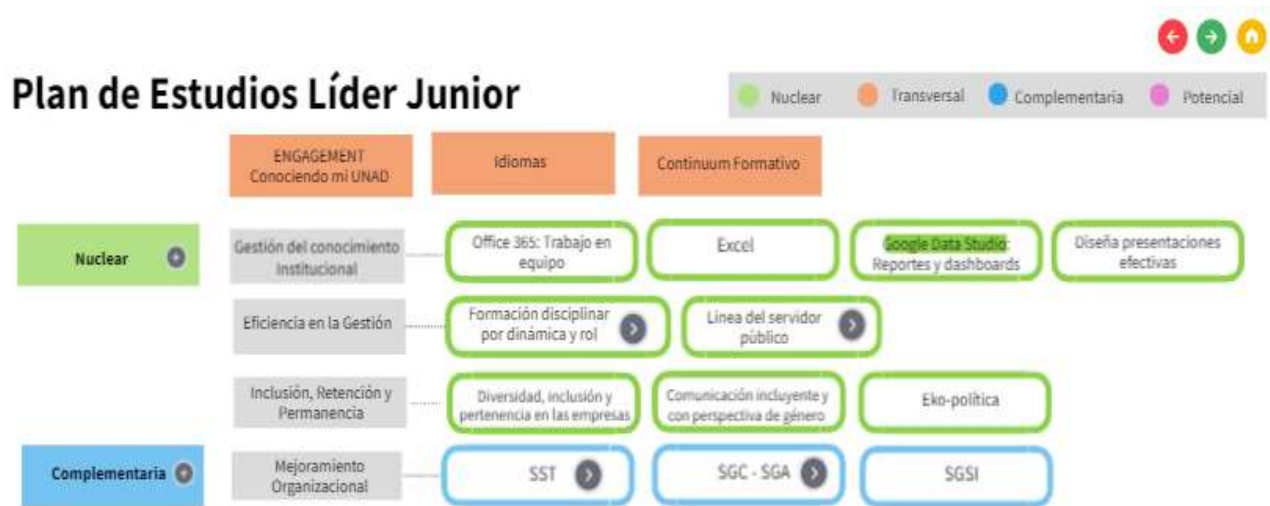 Plan de Estudios Líder Junior
Nuclear
Transversal
Complementaria
Potencial
ENGAGEMENT
Conociendo mi UNAD
Idiomas
Continuum Formativo
Nuclear
Gestión del conocimiento
Institucional
Office 365: Trabajo en
equipo
Excel
Google Data Studio:
Reportes y dashboards
Diseña presentaciones
efectivas
Eficiencia en la Gestión
Formación disciplinar
por dinámica y rol
Linea del servidor
público
Inclusión, Retención y
Permanencia
Diversidad, inclusión y
pertenencia en las empresas
Comunicación incluyente y
con perspectiva de género
Eko-política
Complementaria
Mejoramiento
Organizacional
SST
SGC - SGA
SGSI